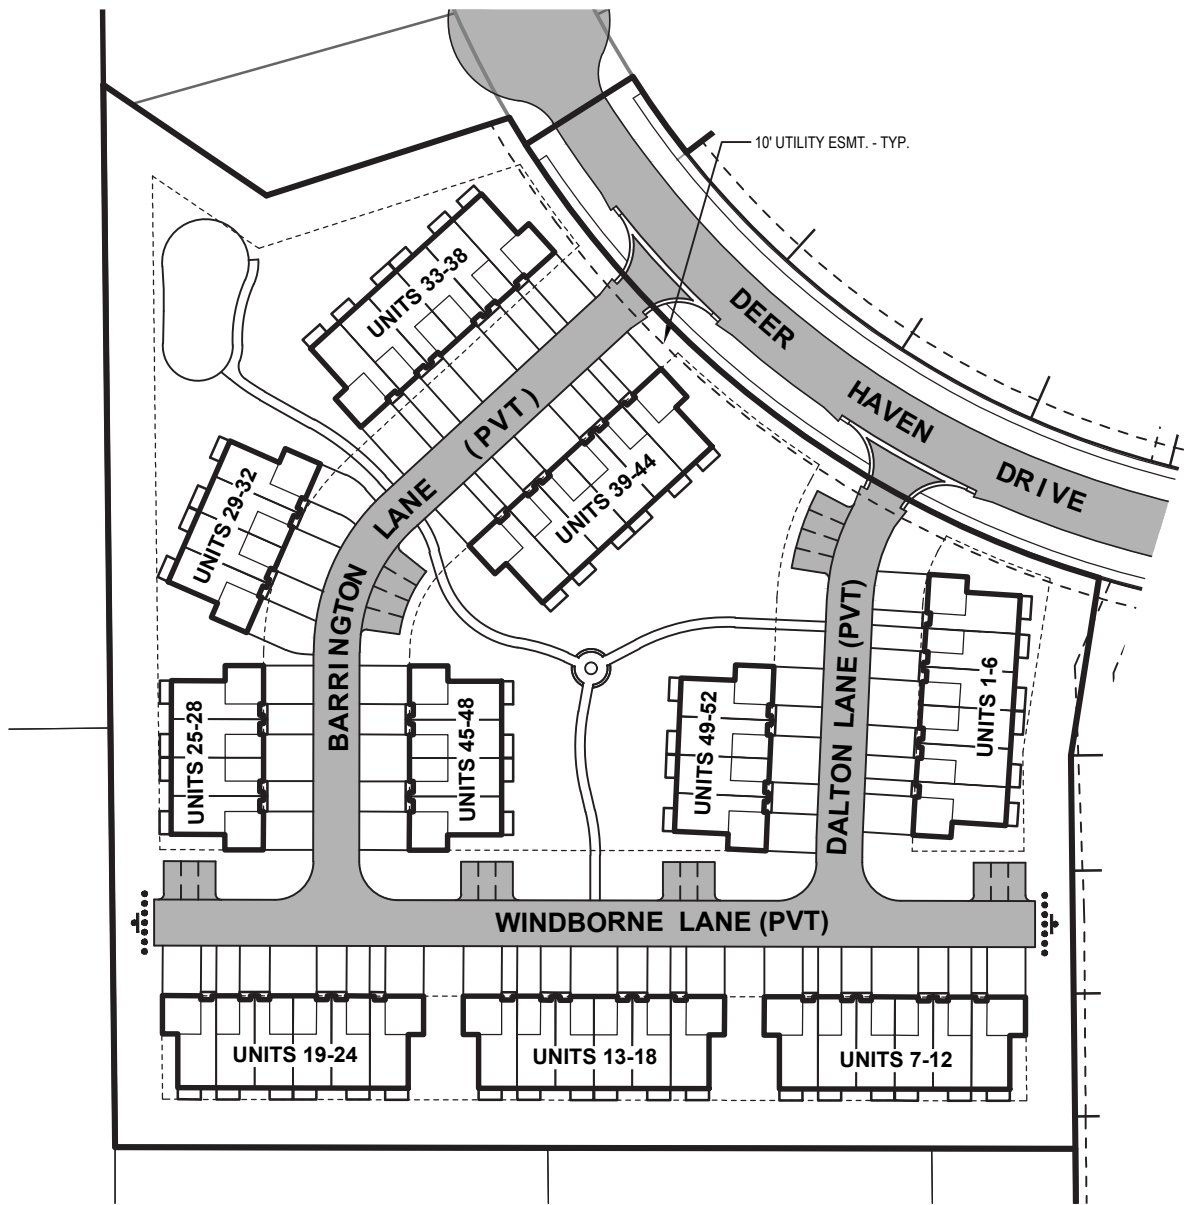 10' UTILITY ESMT. - TYP.
UNITS 33-38
DEER HAVEN DRIVE
BARRINGTON LANE (PVT)
UNITS 29-32
UNITS 39-44
DALTON LANE (PVT)
UNITS 1-6
UNITS 25-28
UNITS 45-48
UNITS 49-52
WINDBORNE LANE (PVT)
UNITS 19-24
UNITS 13-18
UNITS 7-12